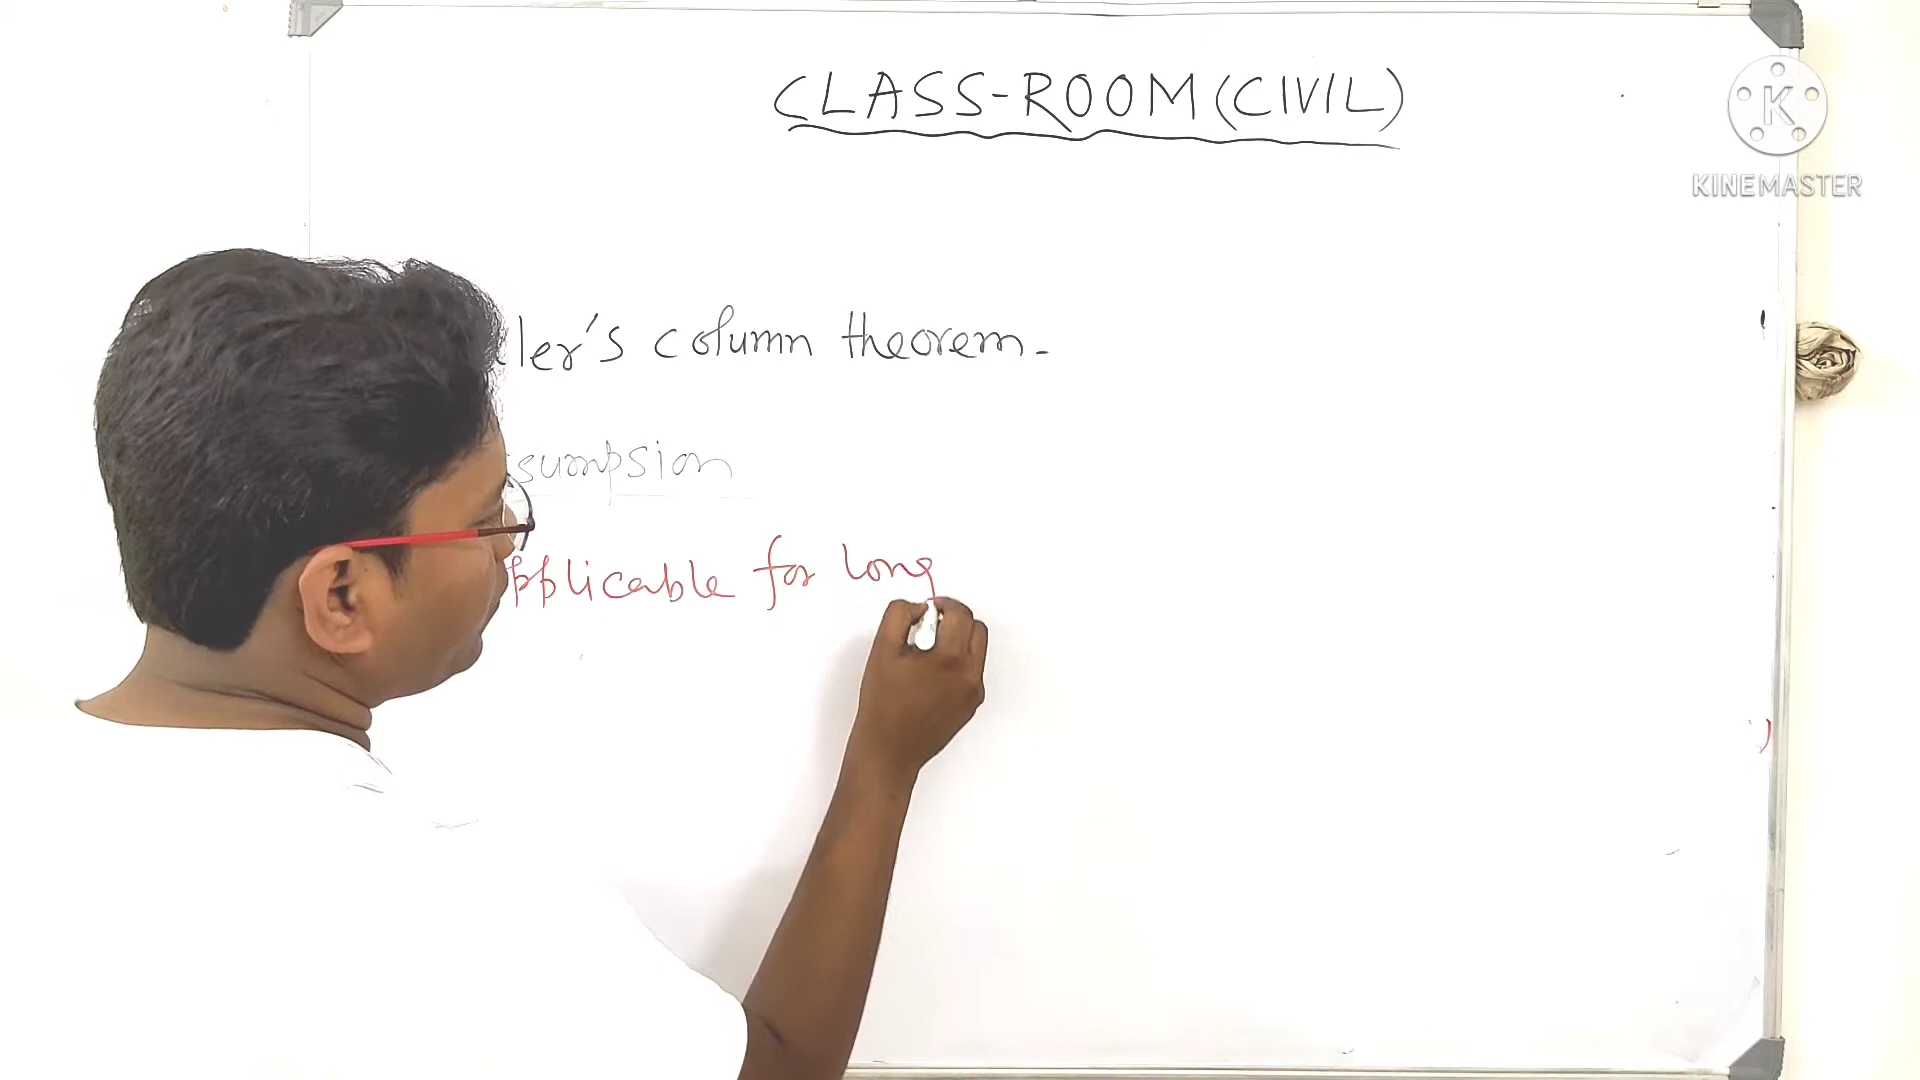 CLASS-ROOM (CIVIL)
K
KINEMASTER
ler's column theorem.
sumpsion
pplicable for long